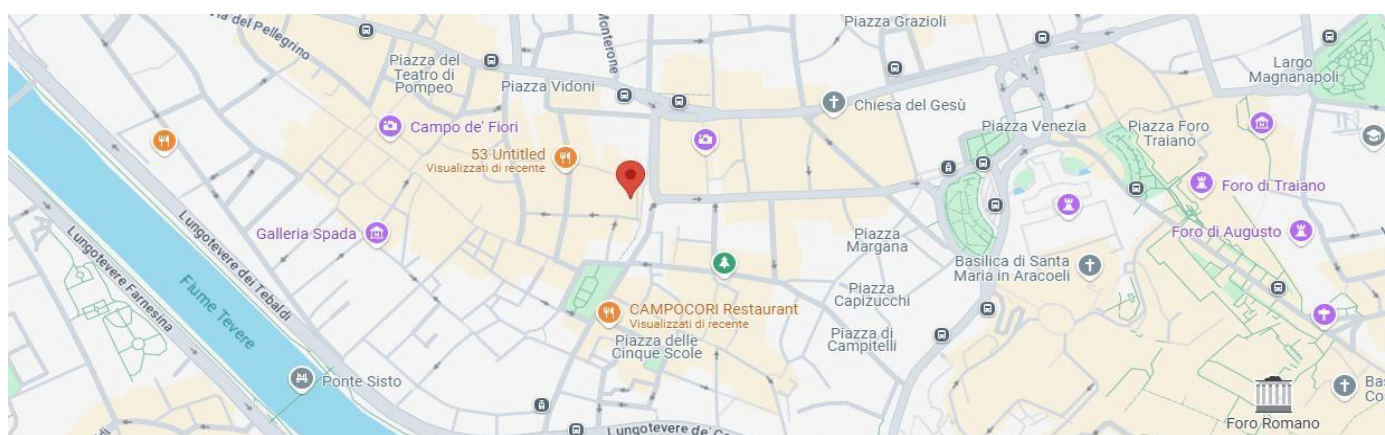 Via del Pellegrino
Monterone
Piazza Grazioli
Piazza del
Teatro di
Pompeo
Piazza Vidoni
Largo
Magnanapoli
Chiesa del Gesù
Campo de' Fiori
Piazza Venezia
Piazza Foro
Traiano
53 Untitled
Visualizzati di recente
Foro di Traiano
Galleria Spada
Piazza
Margana
Foro di Augusto
Basilica di Santa
Maria in Aracoeli
Lungotevere dei Tebaldi
Lungotevere Farnesina
Fiume Tevere
Piazza
Capizucchi
CAMPOCORI Restaurant
Visualizzati di recente
Piazza delle
Cinque Scole
Piazza di
Campitelli
Ponte Sisto
Foro Romano
Lungotevere de'